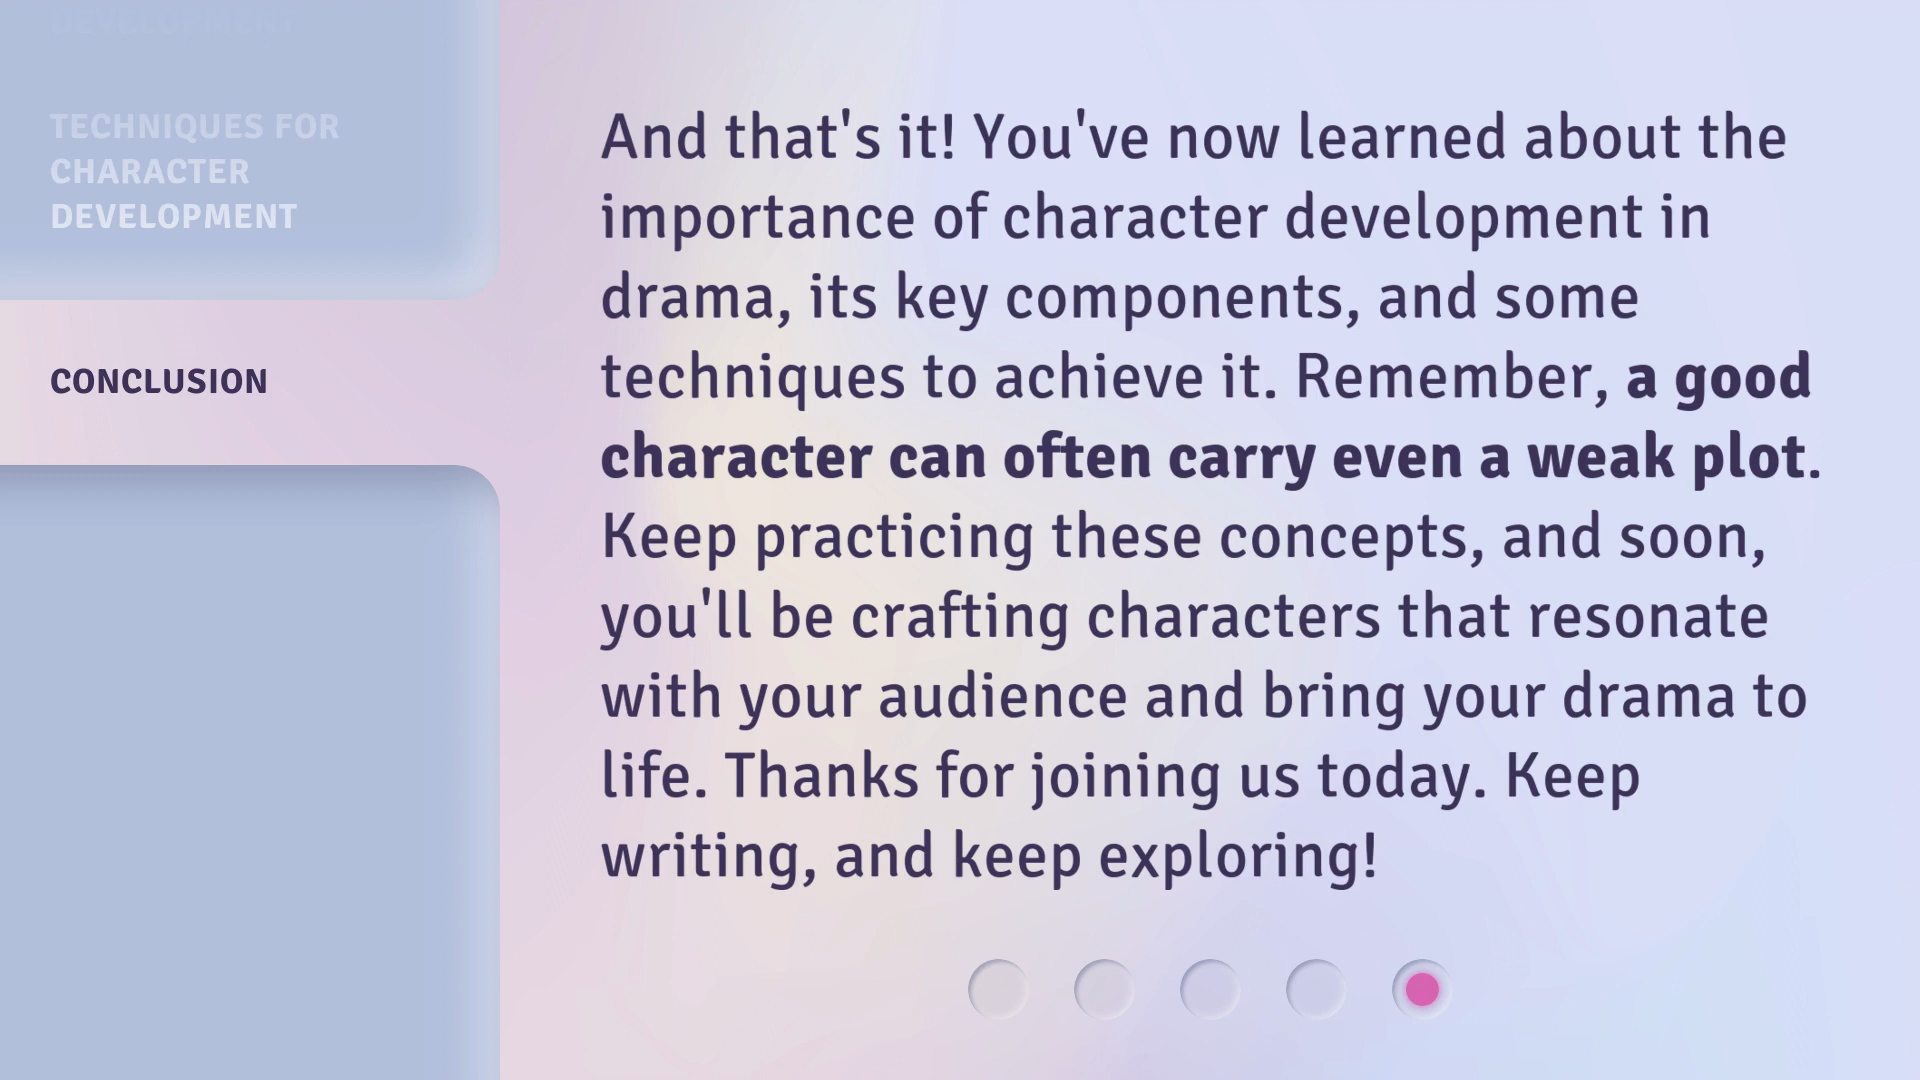 DEVELOPMENT
TECHNIQUES FOR
CHARACTER
DEVELOPMENT
CONCLUSION
And that's it! You've now learned about the
importance of character development in
drama, its key components, and some
techniques to achieve it. Remember, a good
character can often carry even a weak plot.
Keep practicing these concepts, and soon,
you'll be crafting characters that resonate
with your audience and bring your drama to
life. Thanks for joining us today. Keep
writing, and keep exploring!